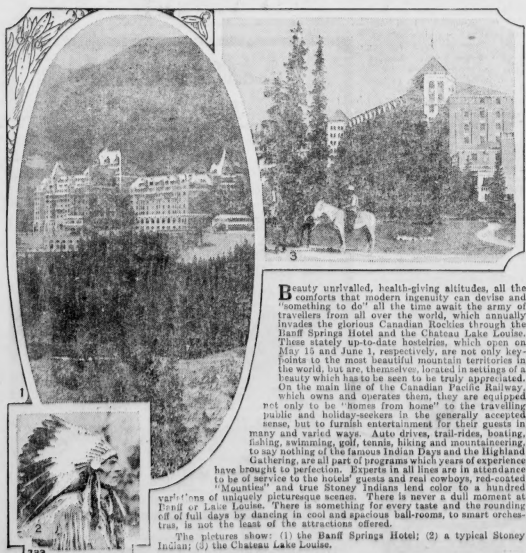 3
Beauty unrivalled, health-giving altitudes, all the
comforts that modern ingenuity can devise and
"something to do" all the time await the army of
travellers from all over the world, which annually
invades the glorious Canadian Rockies through the
Banff Springs Hotel and the Chateau Lake Louise.
These stately up-to-date hostelries, which open on
May 15 and June 1, respectively, are not only key-
points to the most beautiful mountain territories in
the world, but are, themselves, located in settings of a
beauty which has to be seen to be truly appreciated.
On the main line of the Canadian Pacific Railway,
which owns and operates them, they are equipped
not only to be "homes from home" to the travelling
public and holiday-seekers in the generally accepted
sense, but to furnish entertainment for their guests in
many and varied ways. Auto drives, trail-rides, boating,
fishing, swimming, golf, tennis, hiking and mountaineering,
to say nothing of the famous Indian Days and the Highland
Gathering, are all part of programs which years of experience
have brought to perfection. Experts in all lines are in attendance
to be of service to the hotels' guests and real cowboys, red-coated
"Mounties" and true Stoney Indians lend color to a hundred
variations of uniquely picturesque scenes. There is never a dull moment at
Banff or Lake Louise. There is something for every taste and the rounding
off of full days by dancing in cool and spacious ball-rooms, to smart orches-
tras, is not the least of the attractions offered.
The pictures show: (1) the Banff Springs Hotel; (2) a typical Stoney
Indian; (3) the Chateau Lake Louise.
1
2
333